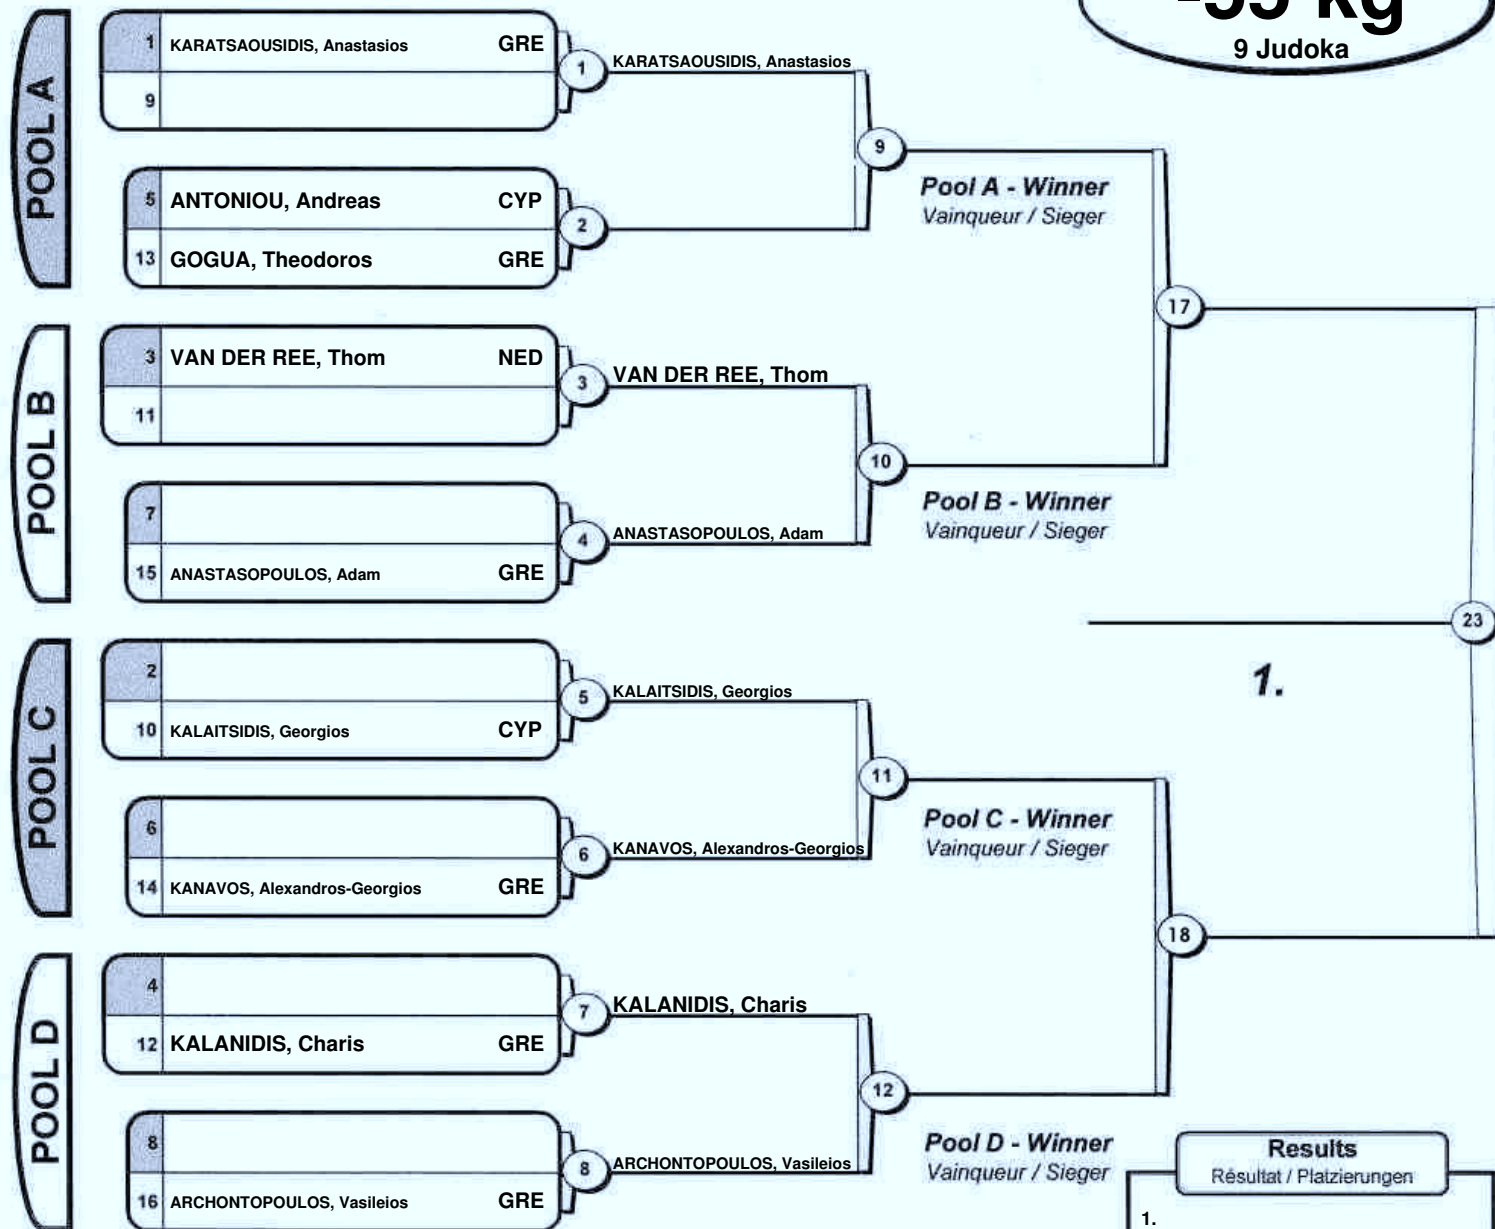 -55 kg
9 Judoka
POOL A
1 KARATSAOUSIDIS, Anastasios GRE
9
1 KARATSAOUSIDIS, Anastasios
5 ANTONIOU, Andreas CYP
13 GOGUA, Theodoros GRE
2
9
Pool A - Winner
Vainqueur / Sieger
17
POOL B
3 VAN DER REE, Thom NED
11
3 VAN DER REE, Thom
7
15 ANASTASOPOULOS, Adam GRE
4 ANASTASOPOULOS, Adam
10
Pool B - Winner
Vainqueur / Sieger
23
1.
POOL C
2
10 KALAITSIDIS, Georgios CYP
5 KALAITSIDIS, Georgios
6
14 KANAVOS, Alexandros-Georgios GRE
6 KANAVOS, Alexandros-Georgios
11
Pool C - Winner
Vainqueur / Sieger
18
POOL D
4
12 KALANIDIS, Charis GRE
7 KALANIDIS, Charis
8
16 ARCHONTOPOULOS, Vasileios GRE
8 ARCHONTOPOULOS, Vasileios
12
Pool D - Winner
Vainqueur / Sieger
Results
Résultat / Platzierungen
1.